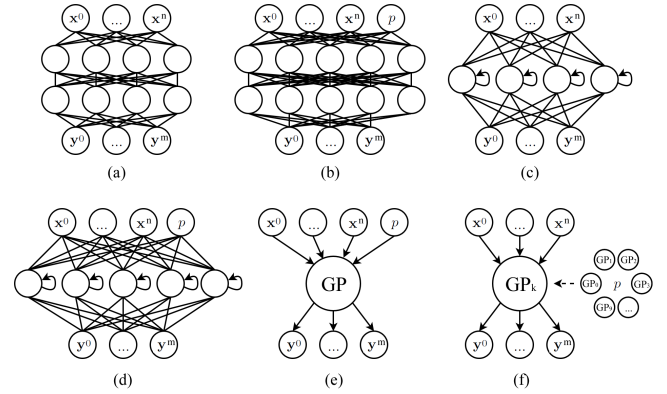 x⁰ ... xⁿ
x⁰ ... xⁿ p
x⁰ ... xⁿ
y⁰ ... yᵐ
y⁰ ... yᵐ
y⁰ ... yᵐ
(a)
(b)
(c)
x⁰ ... xⁿ p
x⁰ ... xⁿ p
x⁰ ... xⁿ
GP
GPₖ
GP₁ GP₂
GP₀ p GP₃
GP₉ ...
y⁰ ... yᵐ
y⁰ ... yᵐ
y⁰ ... yᵐ
(d)
(e)
(f)